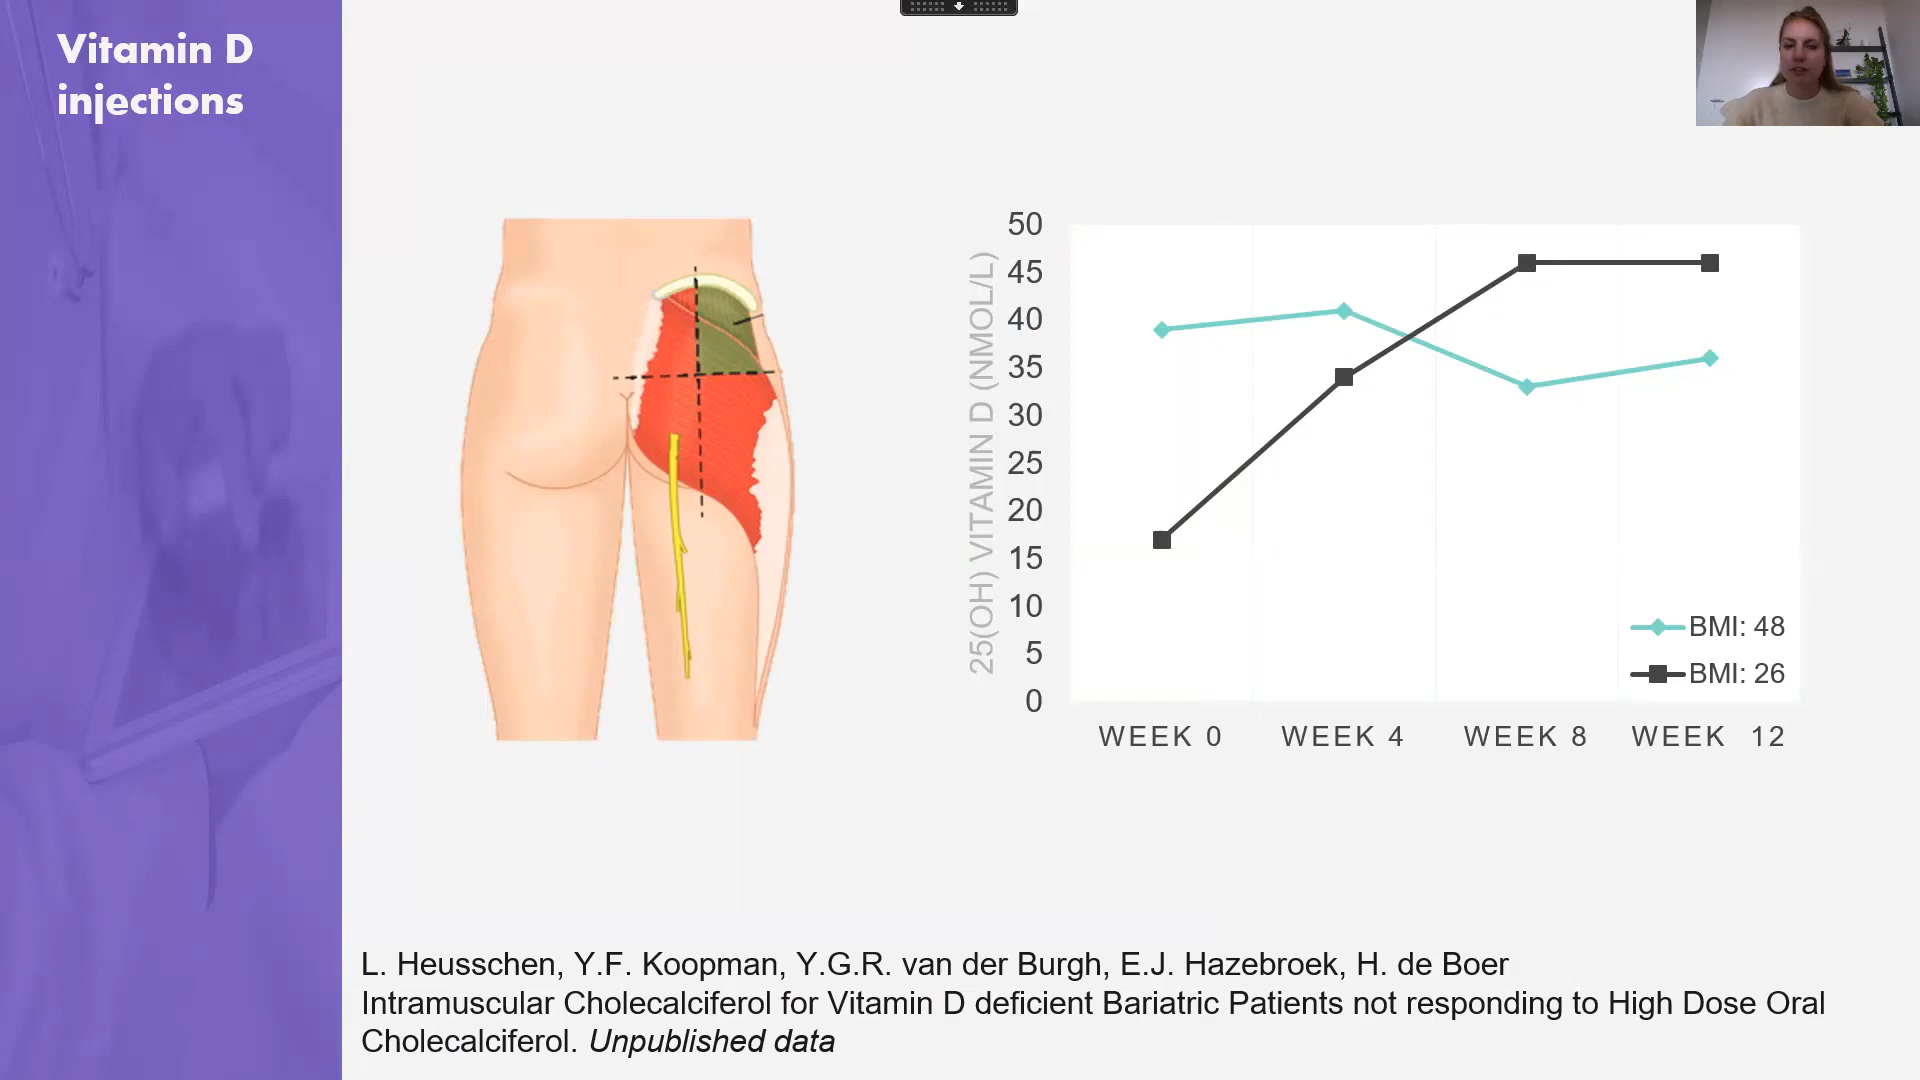 Vitamin D
injections
25(OH) VITAMIN D (NMOL/L)
50
45
40
35
30
25
20
15
10
5
0
WEEK 0
WEEK 4
WEEK 8
WEEK 12
BMI: 48
BMI: 26
L. Heusschen, Y.F. Koopman, Y.G.R. van der Burgh, E.J. Hazebroek, H. de Boer
Intramuscular Cholecalciferol for Vitamin D deficient Bariatric Patients not responding to High Dose Oral
Cholecalciferol. Unpublished data